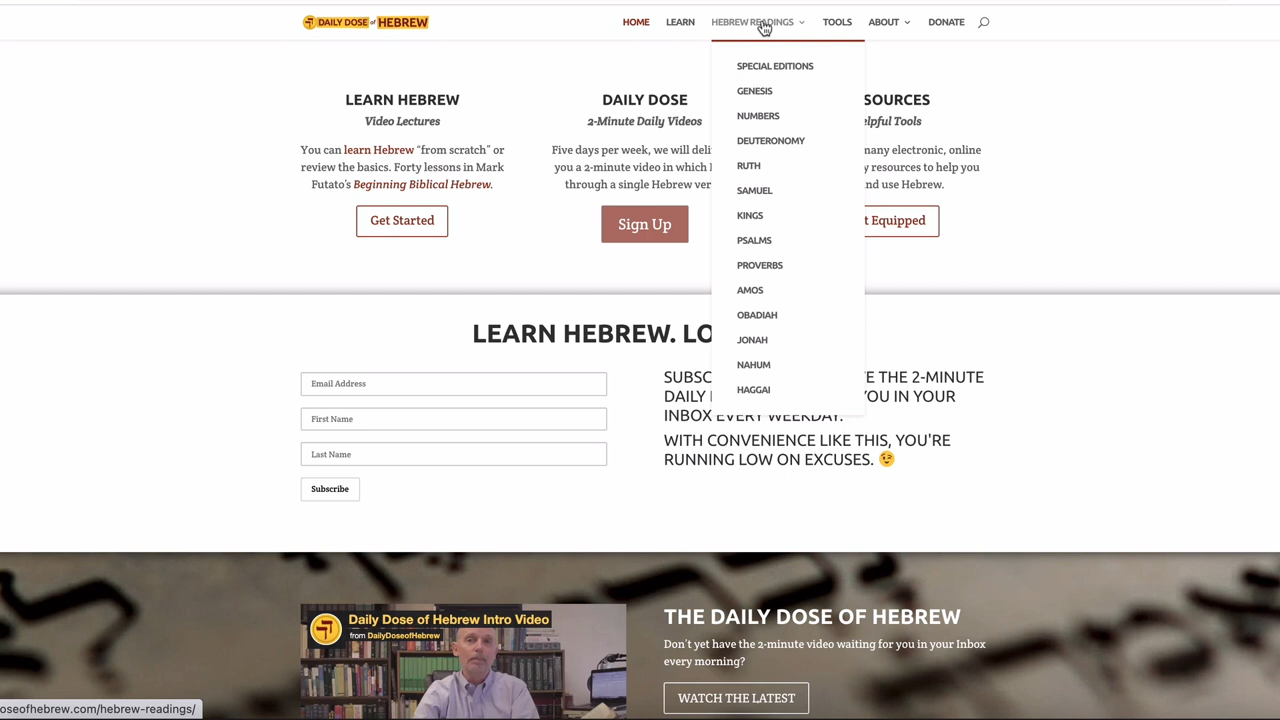 DAILY DOSE of HEBREW
HOME LEARN HEBREW READINGS TOOLS ABOUT DONATE
SPECIAL EDITIONS
GENESIS
NUMBERS
DEUTERONOMY
RUTH
SAMUEL
KINGS
PSALMS
PROVERBS
AMOS
OBADIAH
JONAH
NAHUM
HAGGAI
LEARN HEBREW
Video Lectures
You can learn Hebrew “from scratch” or
review the basics. Forty lessons in Mark
Futato’s Beginning Biblical Hebrew.
Get Started
DAILY DOSE
2-Minute Daily Videos
Five days per week, we will deli
you a 2-minute video in which
through a single Hebrew ver
Sign Up
SOURCES
elpful Tools
many electronic, online
y resources to help you
and use Hebrew.
t Equipped
LEARN HEBREW. LO
Email Address
First Name
Last Name
Subscribe
SUBSC E THE 2-MINUTE
DAILY YOU IN YOUR
INBOX EVERY WEEKDAY.
WITH CONVENIENCE LIKE THIS, YOU'RE
RUNNING LOW ON EXCUSES. 😉
Daily Dose of Hebrew Intro Video
from DailyDoseofHebrew
THE DAILY DOSE OF HEBREW
Don't yet have the 2-minute video waiting for you in your Inbox
every morning?
WATCH THE LATEST
oseofhebrew.com/hebrew-readings/